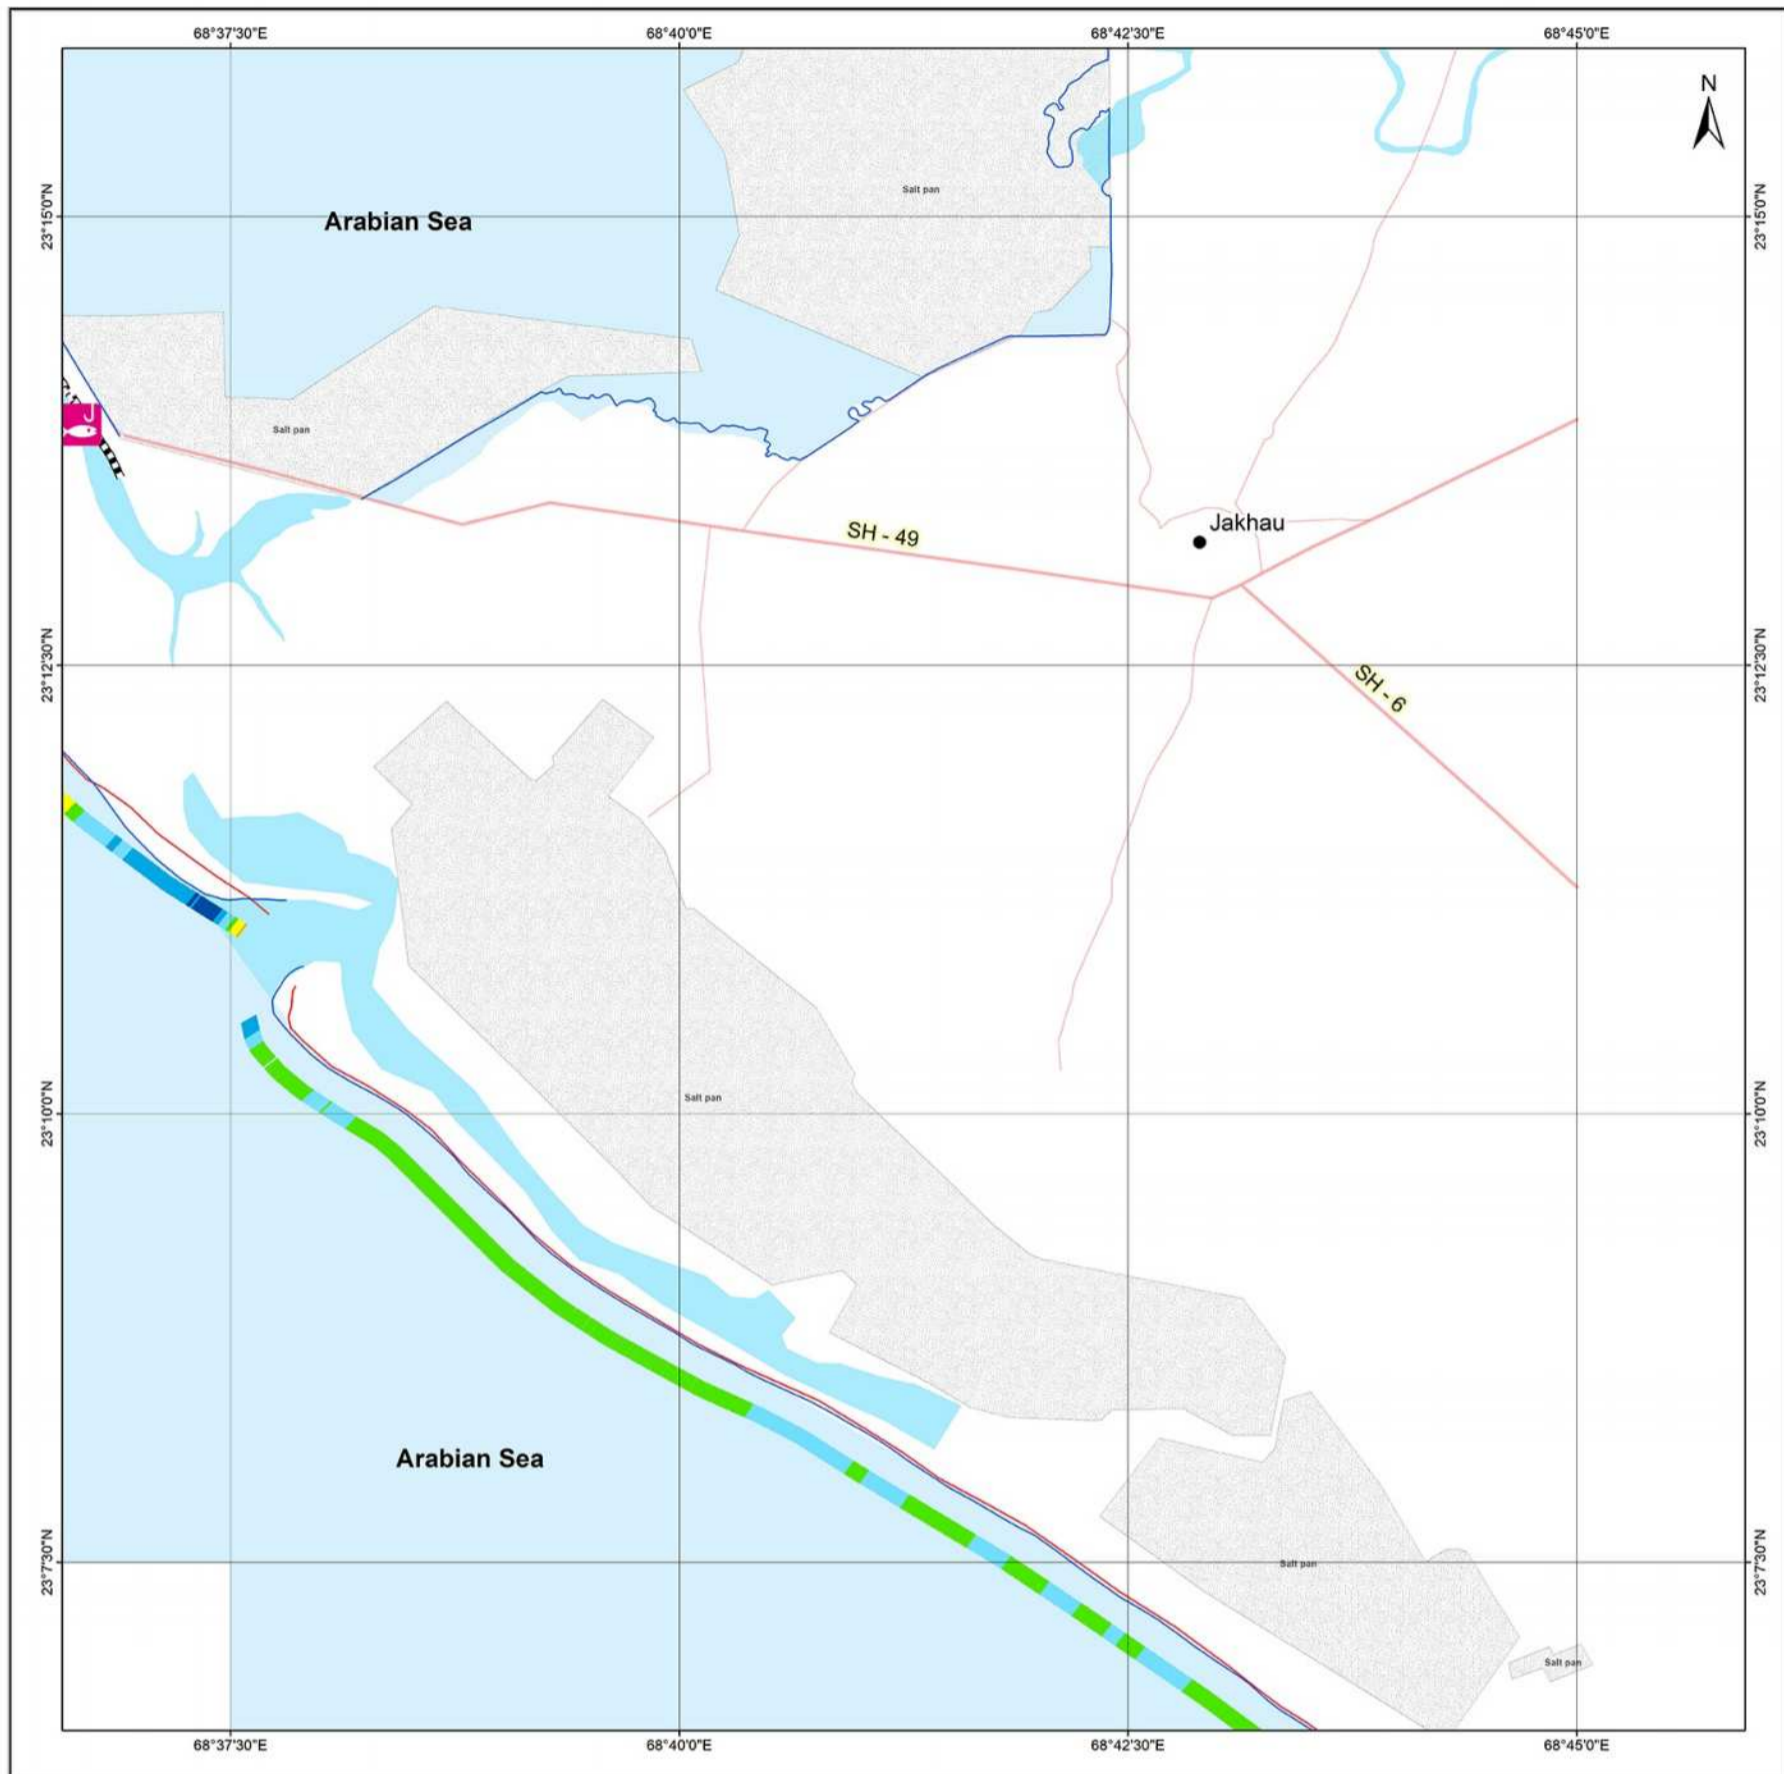 68°37'30"E
68°40'0"E
68°42'30"E
68°45'0"E
N
Salt pan
23°15'0"N
Arabian Sea
23°15'0"N
Salt pan
Jakhau
SH - 49
23°12'30"N
23°12'30"N
SH - 6
Salt pan
23°10'0"N
23°10'0"N
Arabian Sea
23°7'30"N
Salt pan
23°7'30"N
Salt pan
68°37'30"E
68°40'0"E
68°42'30"E
68°45'0"E